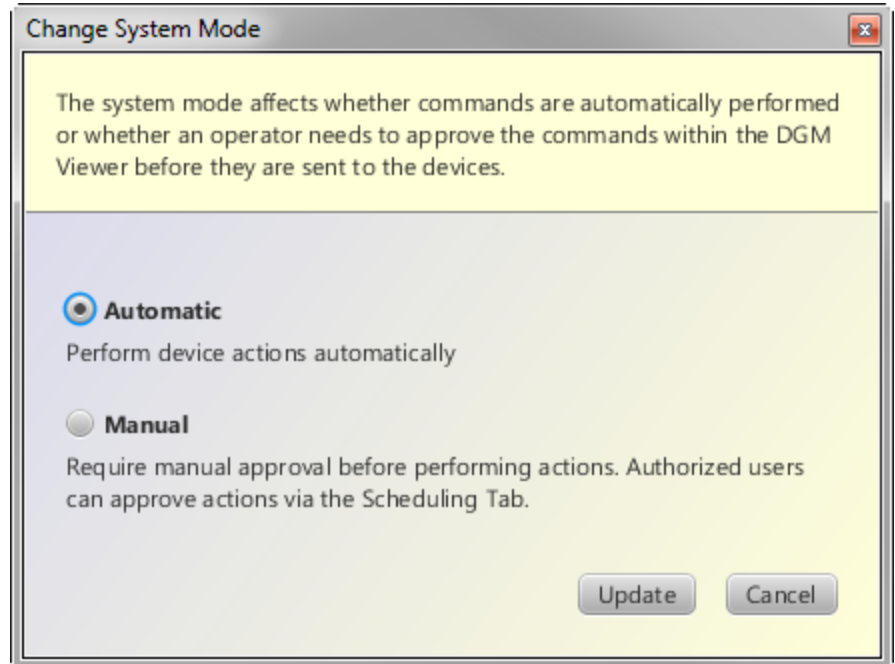 Change System Mode
The system mode affects whether commands are automatically performed
or whether an operator needs to approve the commands within the DGM
Viewer before they are sent to the devices.
Automatic
Perform device actions automatically
Manual
Require manual approval before performing actions. Authorized users
can approve actions via the Scheduling Tab.
Update Cancel